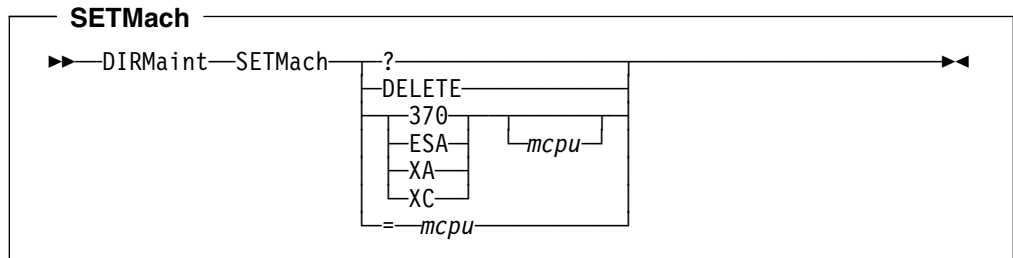 SETMach
DIRMaint SETMach ?
DELETE
370
ESA mcpu
XA
XC
= mcpu